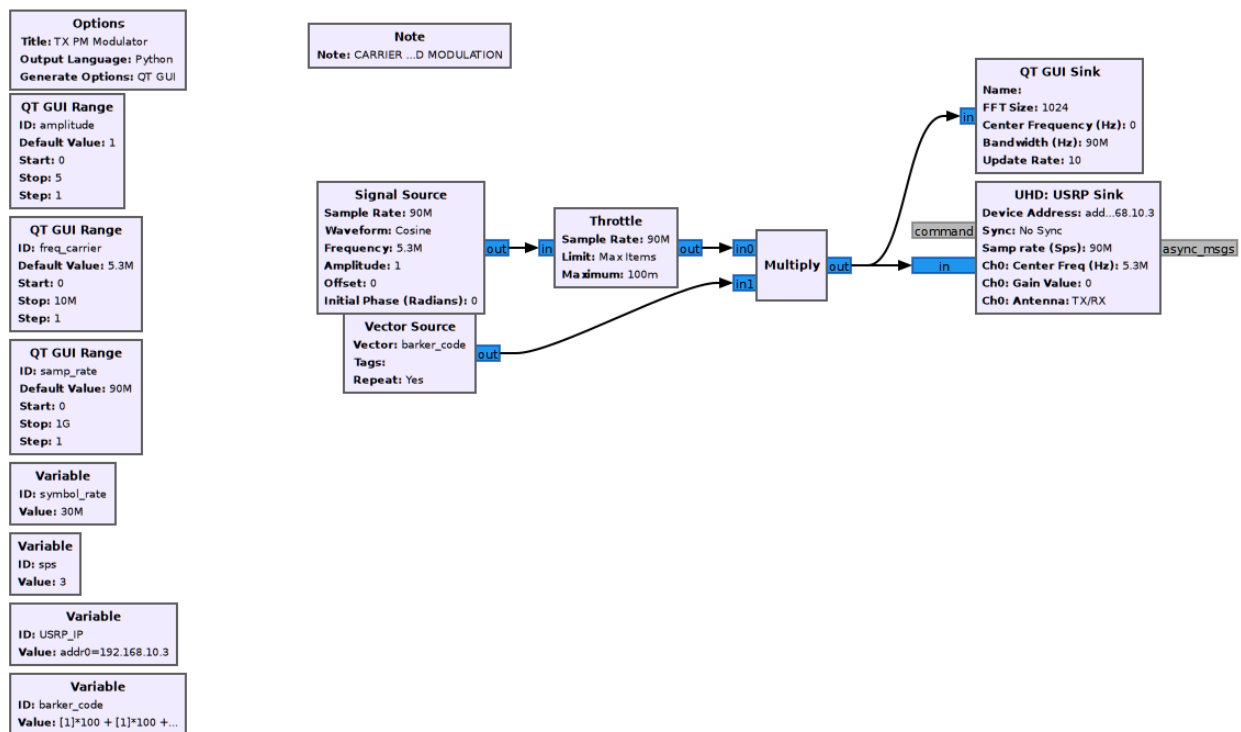 Options
Title: TX PM Modulator
Output Language: Python
Generate Options: QT GUI
QT GUI Range
ID: amplitude
Default Value: 1
Start: 0
Stop: 5
Step: 1
QT GUI Range
ID: freq_carrier
Default Value: 5.3M
Start: 0
Stop: 10M
Step: 1
QT GUI Range
ID: samp_rate
Default Value: 90M
Start: 0
Stop: 1G
Step: 1
Variable
ID: symbol_rate
Value: 30M
Variable
ID: sps
Value: 3
Variable
ID: USRP_IP
Value: addr0=192.168.10.3
Variable
ID: barker_code
Value: [1]*100 + [1]*100 +...
Note
Note: CARRIER ...D MODULATION
Signal Source
Sample Rate: 90M
Waveform: Cosine
Frequency: 5.3M
Amplitude: 1
Offset: 0
Initial Phase (Radians): 0
out
Vector Source
Vector: barker_code
Tags:
Repeat: Yes
out
in
Throttle
Sample Rate: 90M
Limit: Max Items
Maximum: 100m
out
in0
in1
Multiply
out
in
QT GUI Sink
Name:
FFT Size: 1024
Center Frequency (Hz): 0
Bandwidth (Hz): 90M
Update Rate: 10
command
in
UHD: USRP Sink
Device Address: add...68.10.3
Sync: No Sync
Samp rate (Sps): 90M
Ch0: Center Freq (Hz): 5.3M
Ch0: Gain Value: 0
Ch0: Antenna: TX/RX
async_msgs